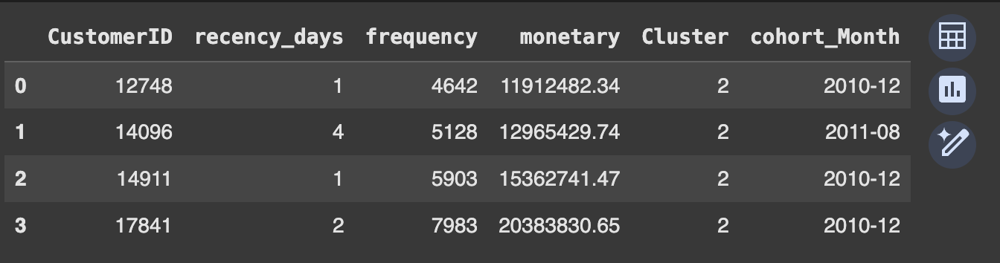 CustomerID recency_days frequency monetary Cluster cohort_Month
0 12748 1 4642 11912482.34 2 2010-12
1 14096 4 5128 12965429.74 2 2011-08
2 14911 1 5903 15362741.47 2 2010-12
3 17841 2 7983 20383830.65 2 2010-12